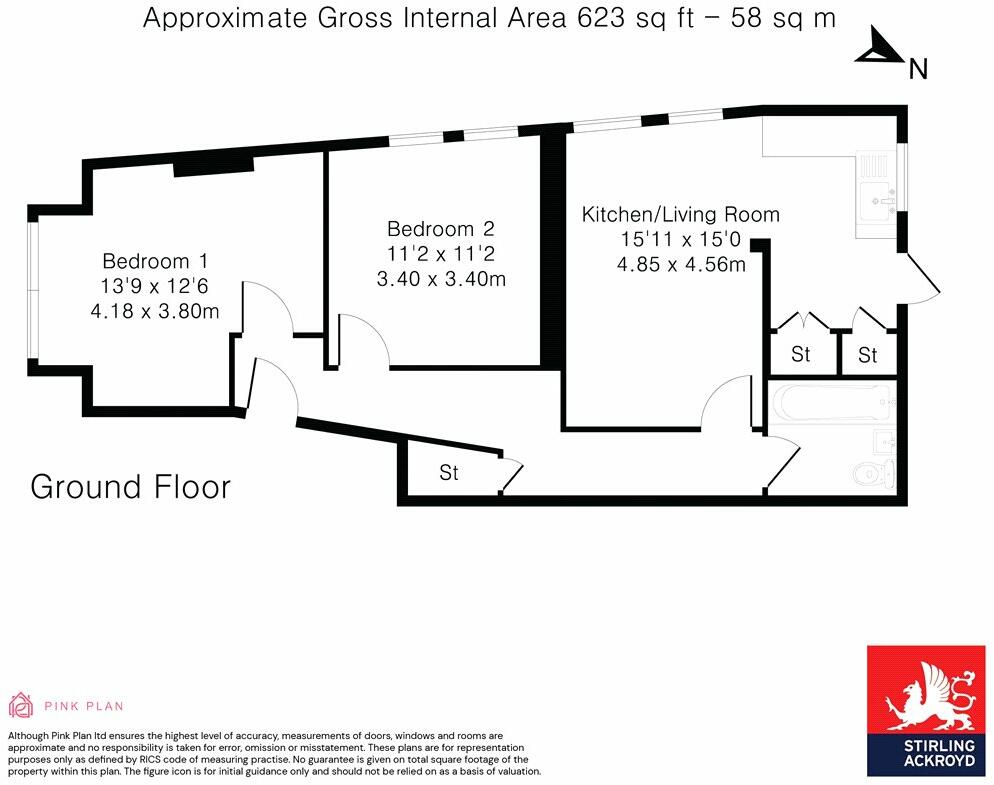 Approximate Gross Internal Area 623 sq ft – 58 sq m
N
Kitchen/Living Room
15'11 x 15'0
4.85 x 4.56m
Bedroom 2
11'2 x 11'2
3.40 x 3.40m
Bedroom 1
13'9 x 12'6
4.18 x 3.80m
St
St
St
Ground Floor
PINK PLAN
Although Pink Plan ltd ensures the highest level of accuracy, measurements of doors, windows and rooms are
approximate and no responsibility is taken for error, omission or misstatement. These plans are for representation
purposes only as defined by RICS code of measuring practise. No guarantee is given on total square footage of the
property within this plan. The figure icon is for initial guidance only and should not be relied on as a basis of valuation.
STIRLING
ACKROYD